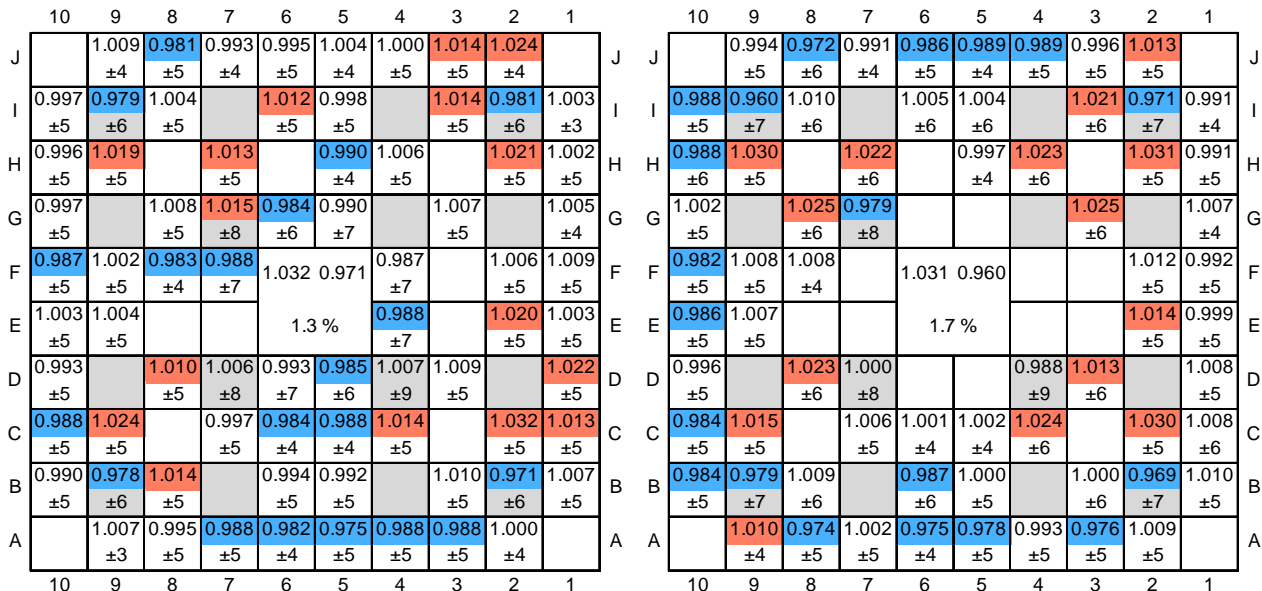 10 9 8 7 6 5 4 3 2 1 10 9 8 7 6 5 4 3 2 1
J 1.009 0.981 0.993 0.995 1.004 1.000 1.014 1.024 J J 0.994 0.972 0.991 0.986 0.989 0.989 0.996 1.013 J
±4 ±5 ±4 ±5 ±4 ±5 ±5 ±4 ±5 ±6 ±4 ±5 ±4 ±5 ±5 ±5
I 0.997 0.979 1.004 1.012 0.998 1.014 0.981 1.003 I I 0.988 0.960 1.010 1.005 1.004 1.021 0.971 0.991 I
±5 ±6 ±5 ±5 ±5 ±5 ±6 ±3 ±5 ±7 ±6 ±6 ±6 ±6 ±7 ±4
H 0.996 1.019 1.013 0.990 1.006 1.021 1.002 H H 0.988 1.030 1.022 0.997 1.023 1.031 0.991 H
±5 ±5 ±5 ±4 ±5 ±5 ±5 ±6 ±5 ±6 ±4 ±6 ±5 ±5
G 0.997 1.008 1.015 0.984 0.990 1.007 1.005 G G 1.002 1.025 0.979 1.025 1.007 G
±5 ±5 ±8 ±6 ±7 ±5 ±4 ±5 ±6 ±8 ±6 ±4
F 0.987 1.002 0.983 0.988 1.032 0.971 0.987 1.006 1.009 F F 0.982 1.008 1.008 1.031 0.960 1.012 0.992 F
±5 ±5 ±4 ±7 ±7 ±5 ±5 ±5 ±5 ±4 ±5 ±5
E 1.003 1.004 1.3 % 0.988 1.020 1.003 E E 0.986 1.007 1.7 % 1.014 0.999 E
±5 ±5 ±7 ±5 ±5 ±5 ±5 ±5 ±5
D 0.993 1.010 1.006 0.993 0.985 1.007 1.009 1.022 D D 0.996 1.023 1.000 0.988 1.013 1.008 D
±5 ±5 ±8 ±7 ±6 ±9 ±5 ±5 ±5 ±6 ±8 ±9 ±6 ±5
C 0.988 1.024 0.997 0.984 0.988 1.014 1.032 1.013 C C 0.984 1.015 1.006 1.001 1.002 1.024 1.030 1.008 C
±5 ±5 ±5 ±4 ±4 ±5 ±5 ±5 ±5 ±5 ±5 ±4 ±4 ±6 ±5 ±6
B 0.990 0.978 1.014 0.994 0.992 1.010 0.971 1.007 B B 0.984 0.979 1.009 0.987 1.000 1.000 0.969 1.010 B
±5 ±6 ±5 ±5 ±5 ±5 ±6 ±5 ±5 ±7 ±6 ±6 ±5 ±6 ±7 ±5
A 1.007 0.995 0.988 0.982 0.975 0.988 0.988 1.000 A A 1.010 0.974 1.002 0.975 0.978 0.993 0.976 1.009 A
±3 ±5 ±5 ±4 ±5 ±5 ±5 ±4 ±4 ±5 ±5 ±4 ±5 ±6 ±5 ±5
10 9 8 7 6 5 4 3 2 1 10 9 8 7 6 5 4 3 2 1